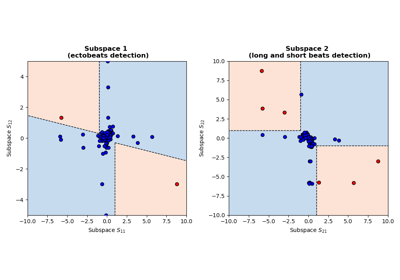 Subspace 1
(ectobeats detection)
Subspace S12
4
2
0
−2
−4
−10.0 −7.5 −5.0 −2.5 0.0 2.5 5.0 7.5 10.0
Subspace S11
Subspace 2
(long and short beats detection)
Subspace S22
10.0
7.5
5.0
2.5
0.0
−2.5
−5.0
−7.5
−10.0
−10.0 −7.5 −5.0 −2.5 0.0 2.5 5.0 7.5 10.0
Subspace S21